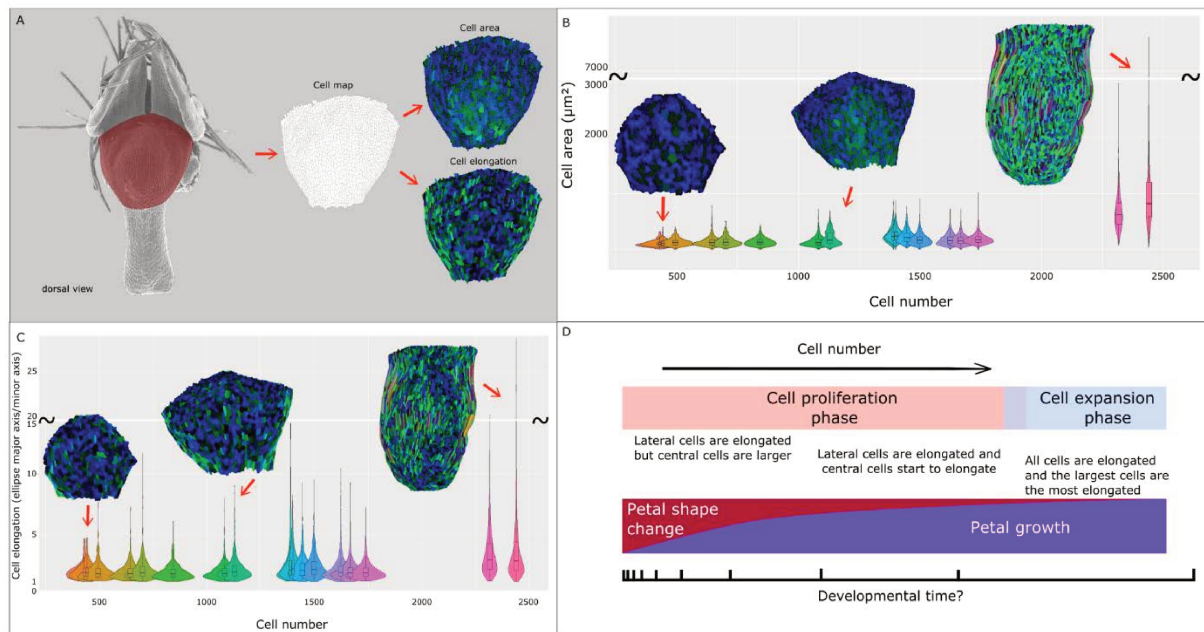 A
Cell area
Cell map
Cell elongation
dorsal view
B
Cell area (μm²)
7000
~ ~
3000
2000
500 1000 1500 2000 2500
Cell number
C
Cell elongation (ellipse major axis/minor axis)
25
20
~ ~
15
10
5
1
0
500 1000 1500 2000 2500
Cell number
D
Cell number
Cell proliferation
phase
Cell expansion
phase
Lateral cells are elongated
but central cells are larger
Lateral cells are elongated and
central cells start to elongate
All cells are elongated
and the largest cells are
the most elongated
Petal shape
change
Petal growth
Developmental time?